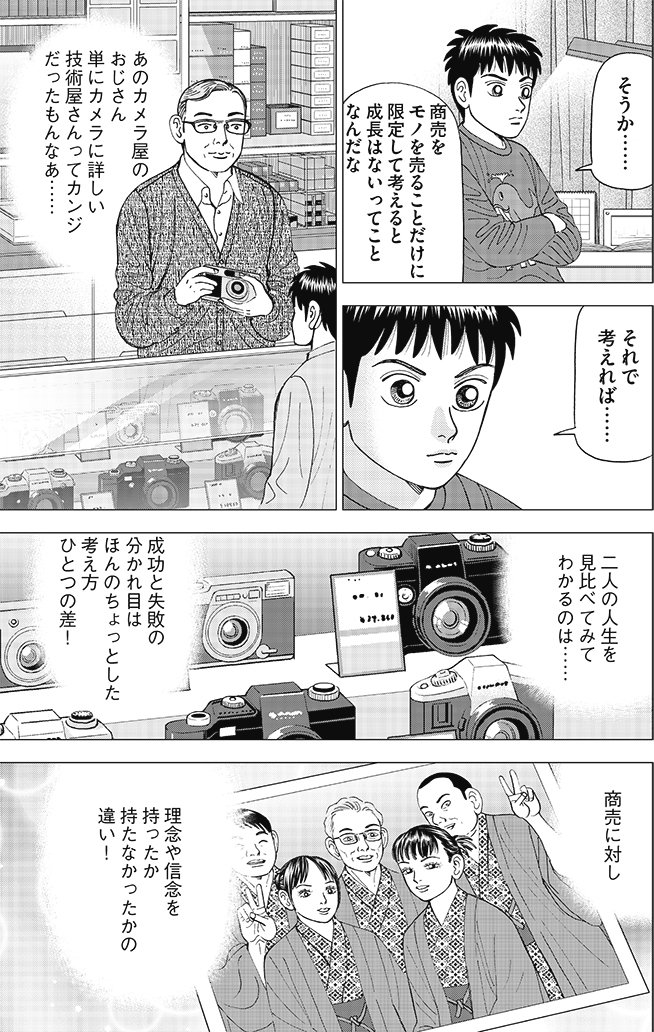 そうか……
商売を
モノを売ることだけに
限定して考えると
成長はないってこと
なんだな
それで
考えれば……
あのカメラ屋の
おじさん
単にカメラに詳しい
技術屋さんってカンジ
だったもんなあ……
二人の人生を
見比べてみて
わかるのは……
成功と失敗の
分かれ目は
ほんのちょっとした
考え方
ひとつの差！
商売に対し
理念や信念を
持ったか
持たなかったかの
違い！